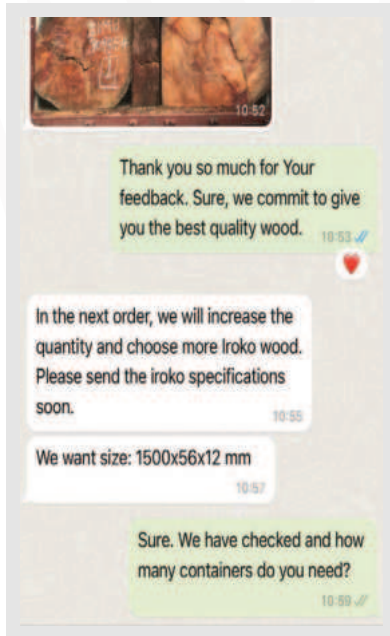 10:52
Thank you so much for Your
feedback. Sure, we commit to give
you the best quality wood.
10:53
In the next order, we will increase the
quantity and choose more Iroko wood.
Please send the iroko specifications
soon.
10:55
We want size: 1500x56x12 mm
10:57
Sure. We have checked and how
many containers do you need?
10:59